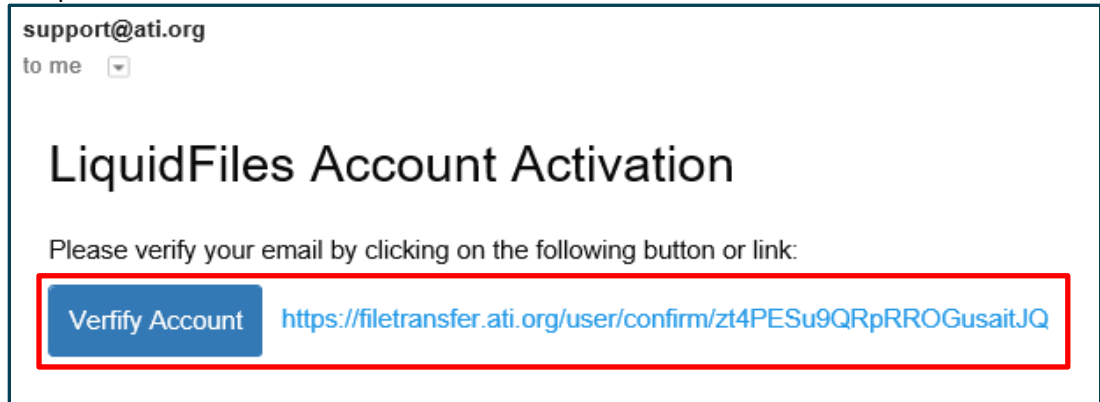 support@ati.org
to me
LiquidFiles Account Activation
Please verify your email by clicking on the following button or link:
Verfify Account https://filetransfer.ati.org/user/confirm/zt4PESu9QRpRROGusaitJQ